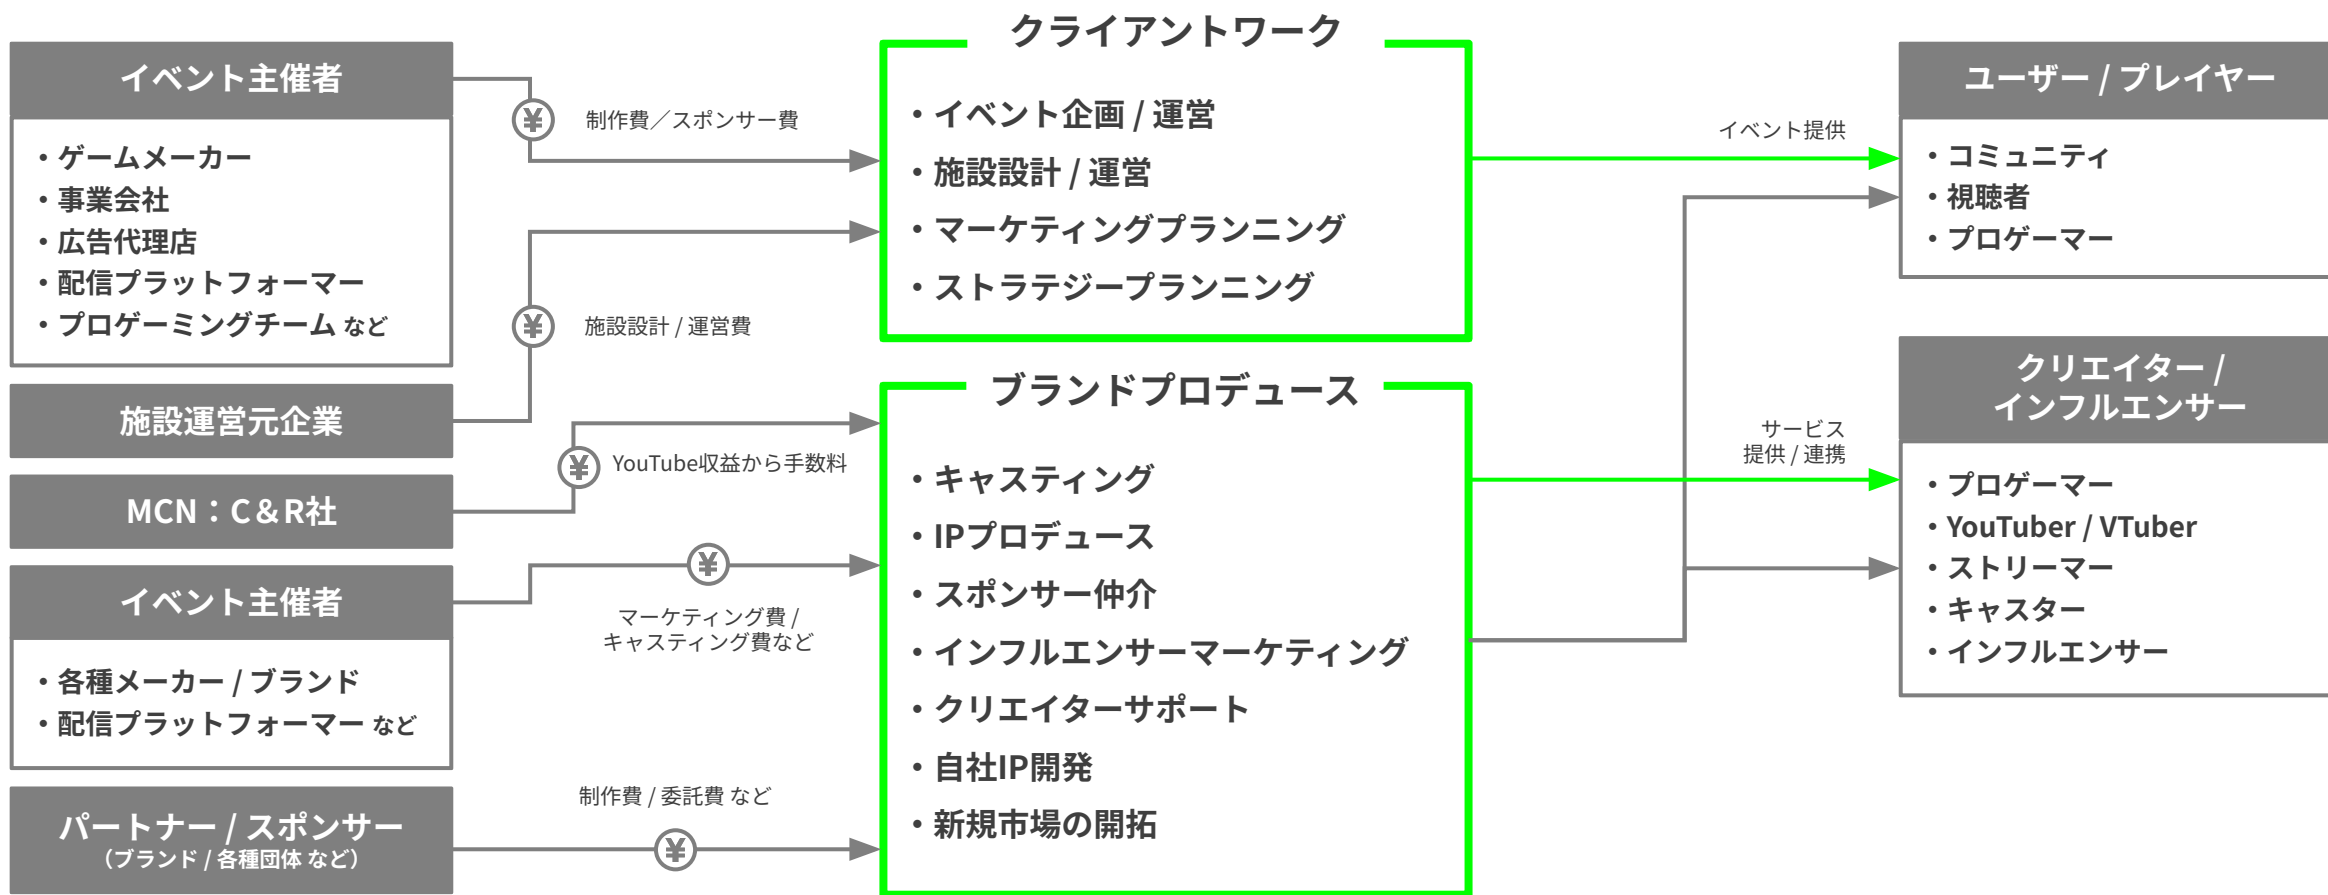 イベント主催者
・ゲームメーカー
・事業会社
・広告代理店
・配信プラットフォーマー
・プロゲーミングチーム など
施設運営元企業
MCN：C＆R社
イベント主催者
・各種メーカー / ブランド
・配信プラットフォーマー など
パートナー / スポンサー
（ブランド / 各種団体 など）
¥
制作費／スポンサー費
¥
施設設計 / 運営費
¥
YouTube収益から手数料
¥
マーケティング費 /
キャスティング費など
制作費 / 委託費 など
¥
クライアントワーク
・イベント企画 / 運営
・施設設計 / 運営
・マーケティングプランニング
・ストラテジープランニング
ブランドプロデュース
・キャスティング
・IPプロデュース
・スポンサー仲介
・インフルエンサーマーケティング
・クリエイターサポート
・自社IP開発
・新規市場の開拓
イベント提供
サービス
提供 / 連携
ユーザー / プレイヤー
・コミュニティ
・視聴者
・プロゲーマー
クリエイター /
インフルエンサー
・プロゲーマー
・YouTuber / VTuber
・ストリーマー
・キャスター
・インフルエンサー